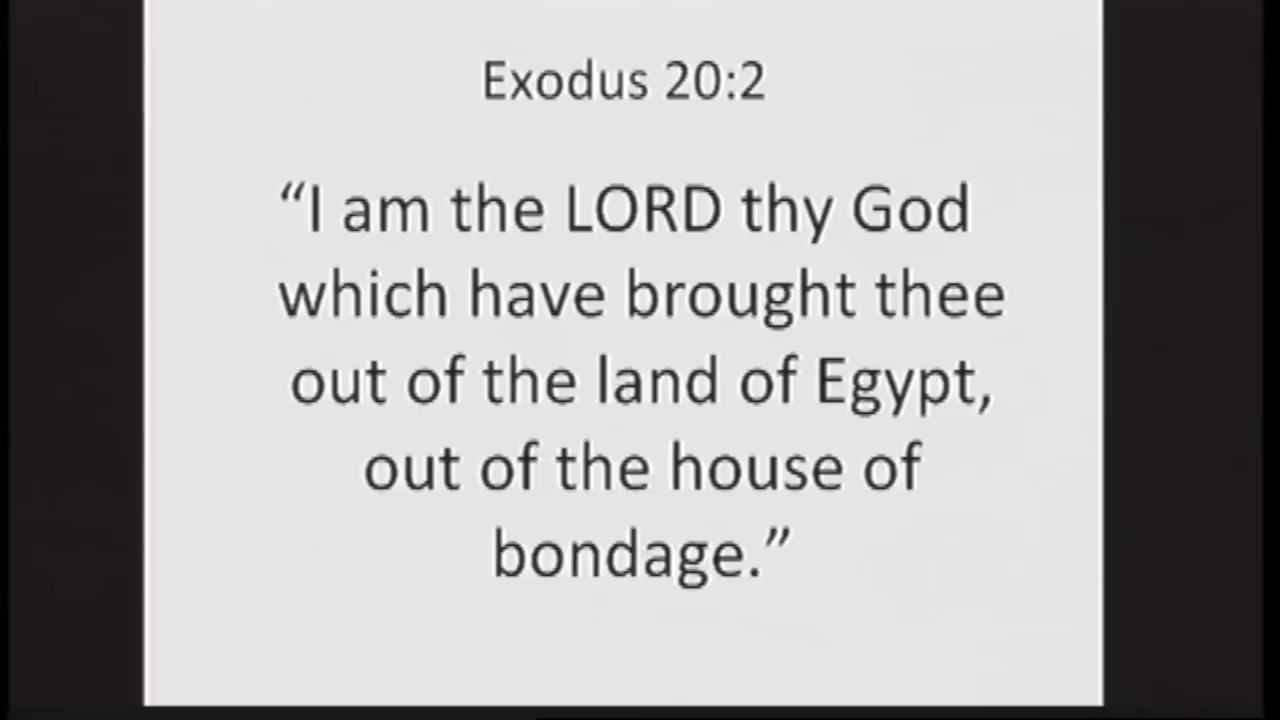 Exodus 20:2
“I am the LORD thy God
which have brought thee
out of the land of Egypt,
out of the house of
bondage.”